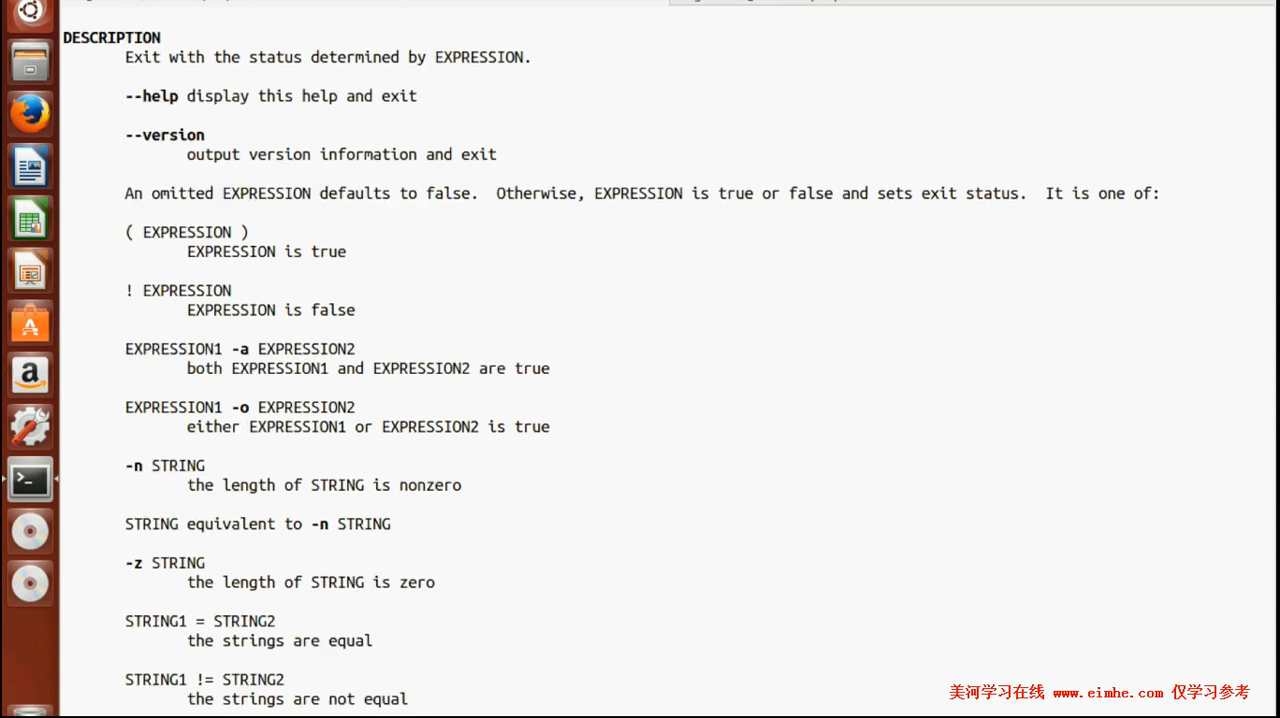 DESCRIPTION
Exit with the status determined by EXPRESSION.
--help display this help and exit
--version
output version information and exit
An omitted EXPRESSION defaults to false.  Otherwise, EXPRESSION is true or false and sets exit status.  It is one of:
( EXPRESSION )
EXPRESSION is true
! EXPRESSION
EXPRESSION is false
EXPRESSION1 -a EXPRESSION2
both EXPRESSION1 and EXPRESSION2 are true
EXPRESSION1 -o EXPRESSION2
either EXPRESSION1 or EXPRESSION2 is true
-n STRING
the length of STRING is nonzero
STRING equivalent to -n STRING
-z STRING
the length of STRING is zero
STRING1 = STRING2
the strings are equal
STRING1 != STRING2
the strings are not equal
美河学习在线 www.eimhe.com 仅学习参考